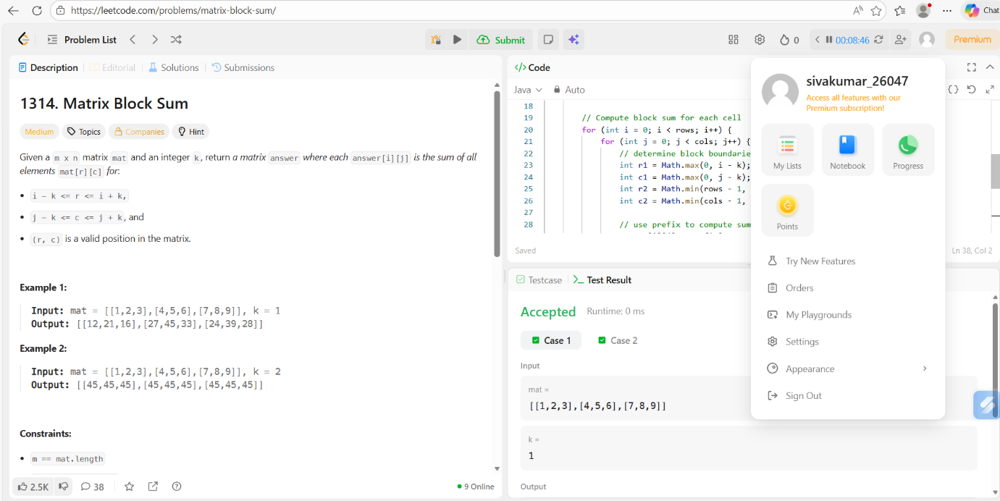 https://leetcode.com/problems/matrix-block-sum/
Chat
Problem List
Submit
0
00:08:46
Premium
Description
Editorial
Solutions
Submissions
1314. Matrix Block Sum
Medium
Topics
Companies
Hint
Given a m x n matrix mat and an integer k, return a matrix answer where each answer[i][j] is the sum of all
elements mat[r][c] for:
• i - k <= r <= i + k,
• j - k <= c <= j + k, and
• (r, c) is a valid position in the matrix.
Example 1:
Input: mat = [[1,2,3],[4,5,6],[7,8,9]], k = 1
Output: [[12,21,16],[27,45,33],[24,39,28]]
Example 2:
Input: mat = [[1,2,3],[4,5,6],[7,8,9]], k = 2
Output: [[45,45,45],[45,45,45],[45,45,45]]
Constraints:
• m == mat.length
2.5K
38
9 Online
</> Code
Java
Auto
18
19 // Compute block sum for each cell
20 for (int i = 0; i < rows; i++) {
21 for (int j = 0; j < cols; j++) {
22 // determine block boundarie
23 int r1 = Math.max(0, i - k);
24 int c1 = Math.max(0, j - k);
25 int r2 = Math.min(rows - 1,
26 int c2 = Math.min(cols - 1,
27
28 // use prefix to compute sum
Saved
Ln 38, Col 2
Testcase
Test Result
Accepted
Runtime: 0 ms
Case 1
Case 2
Input
mat =
[[1,2,3],[4,5,6],[7,8,9]]
k =
1
Output
sivakumar_26047
Access all features with our
Premium subscription!
My Lists
Notebook
Progress
Points
Try New Features
Orders
My Playgrounds
Settings
Appearance
Sign Out